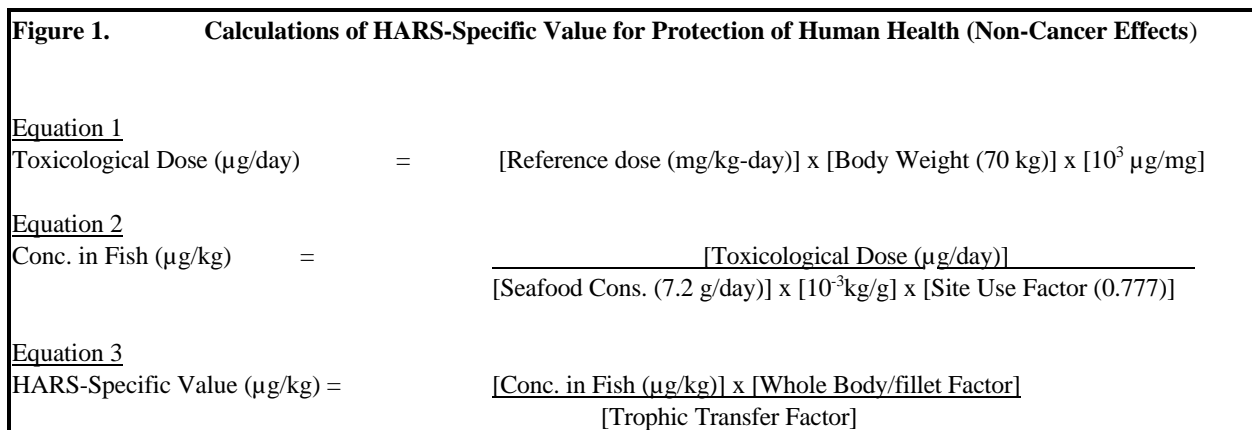 Figure 1. Calculations of HARS-Specific Value for Protection of Human Health (Non-Cancer Effects)
Equation 1
Toxicological Dose (µg/day) = [Reference dose (mg/kg-day)] x [Body Weight (70 kg)] x [10³ µg/mg]
Equation 2
Conc. in Fish (µg/kg) = [Toxicological Dose (µg/day)]
[Seafood Cons. (7.2 g/day)] x [10⁻³kg/g] x [Site Use Factor (0.777)]
Equation 3
HARS-Specific Value (µg/kg) = [Conc. in Fish (µg/kg)] x [Whole Body/fillet Factor]
[Trophic Transfer Factor]